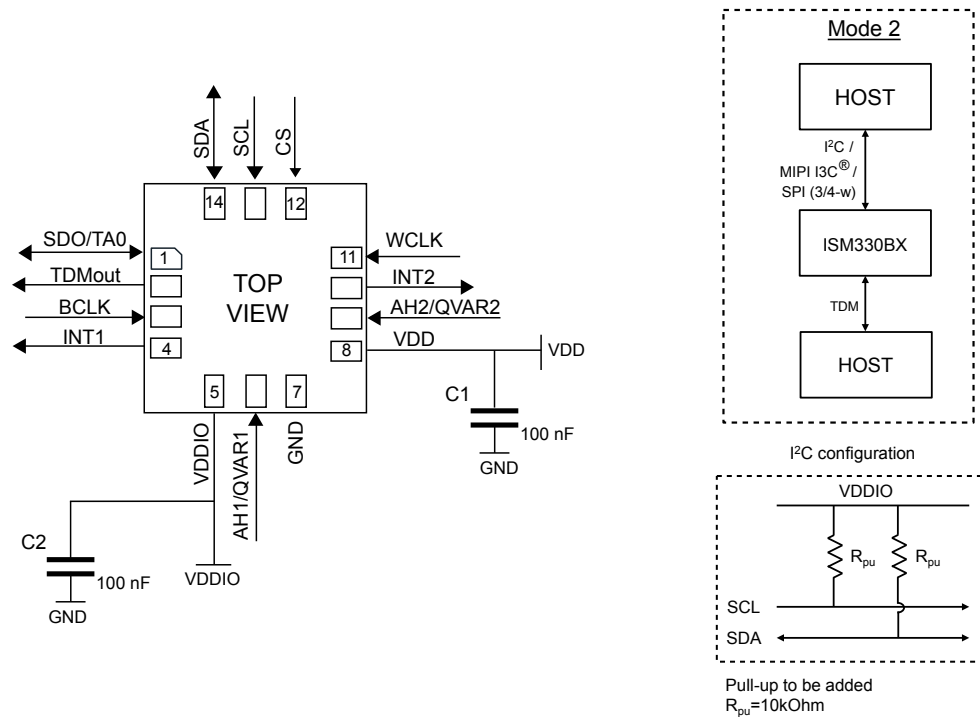 SDA
SCL
CS
14
12
SDO/TA0
1
TDMout
BCLK
INT1
4
TOP
VIEW
11
WCLK
INT2
AH2/QVAR2
VDD
8
VDD
5
7
VDDIO
AH1/QVAR1
GND
C1
100 nF
GND
C2
100 nF
GND
VDDIO
Mode 2
HOST
I²C /
MIPI I3C® /
SPI (3/4-w)
ISM330BX
TDM
HOST
I²C configuration
VDDIO
Rpu
Rpu
SCL
SDA
Pull-up to be added
Rpu=10kOhm